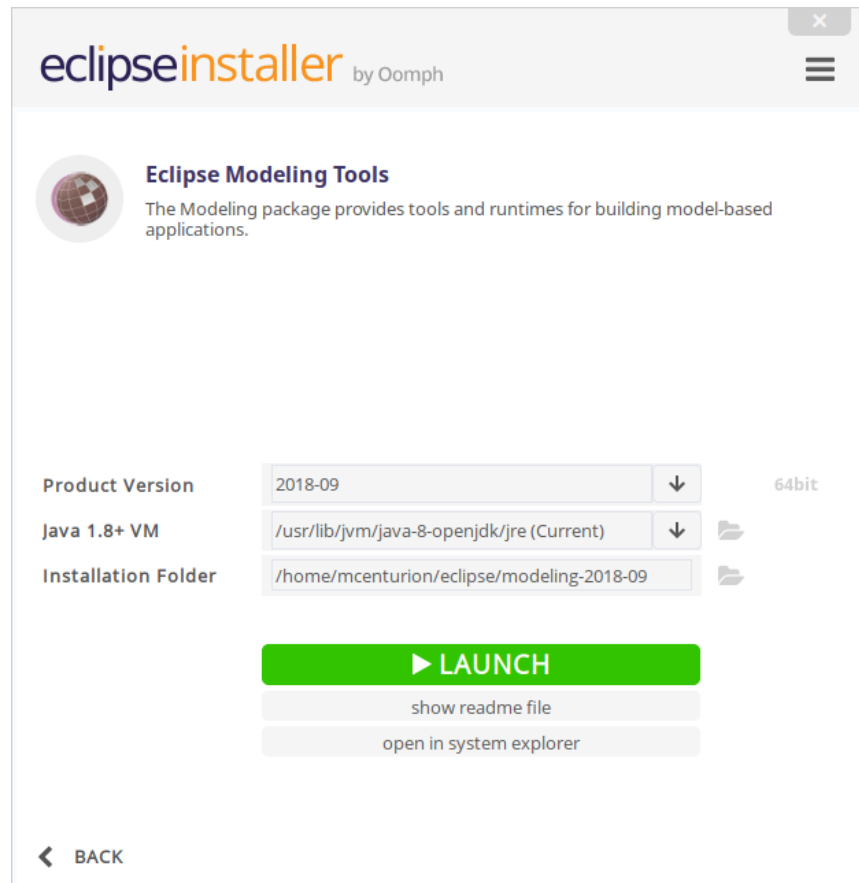 eclipseinstaller by Oomph
Eclipse Modeling Tools
The Modeling package provides tools and runtimes for building model-based
applications.
Product Version 2018-09 64bit
Java 1.8+ VM /usr/lib/jvm/java-8-openjdk/jre (Current)
Installation Folder /home/mcenturion/eclipse/modeling-2018-09
LAUNCH
show readme file
open in system explorer
BACK